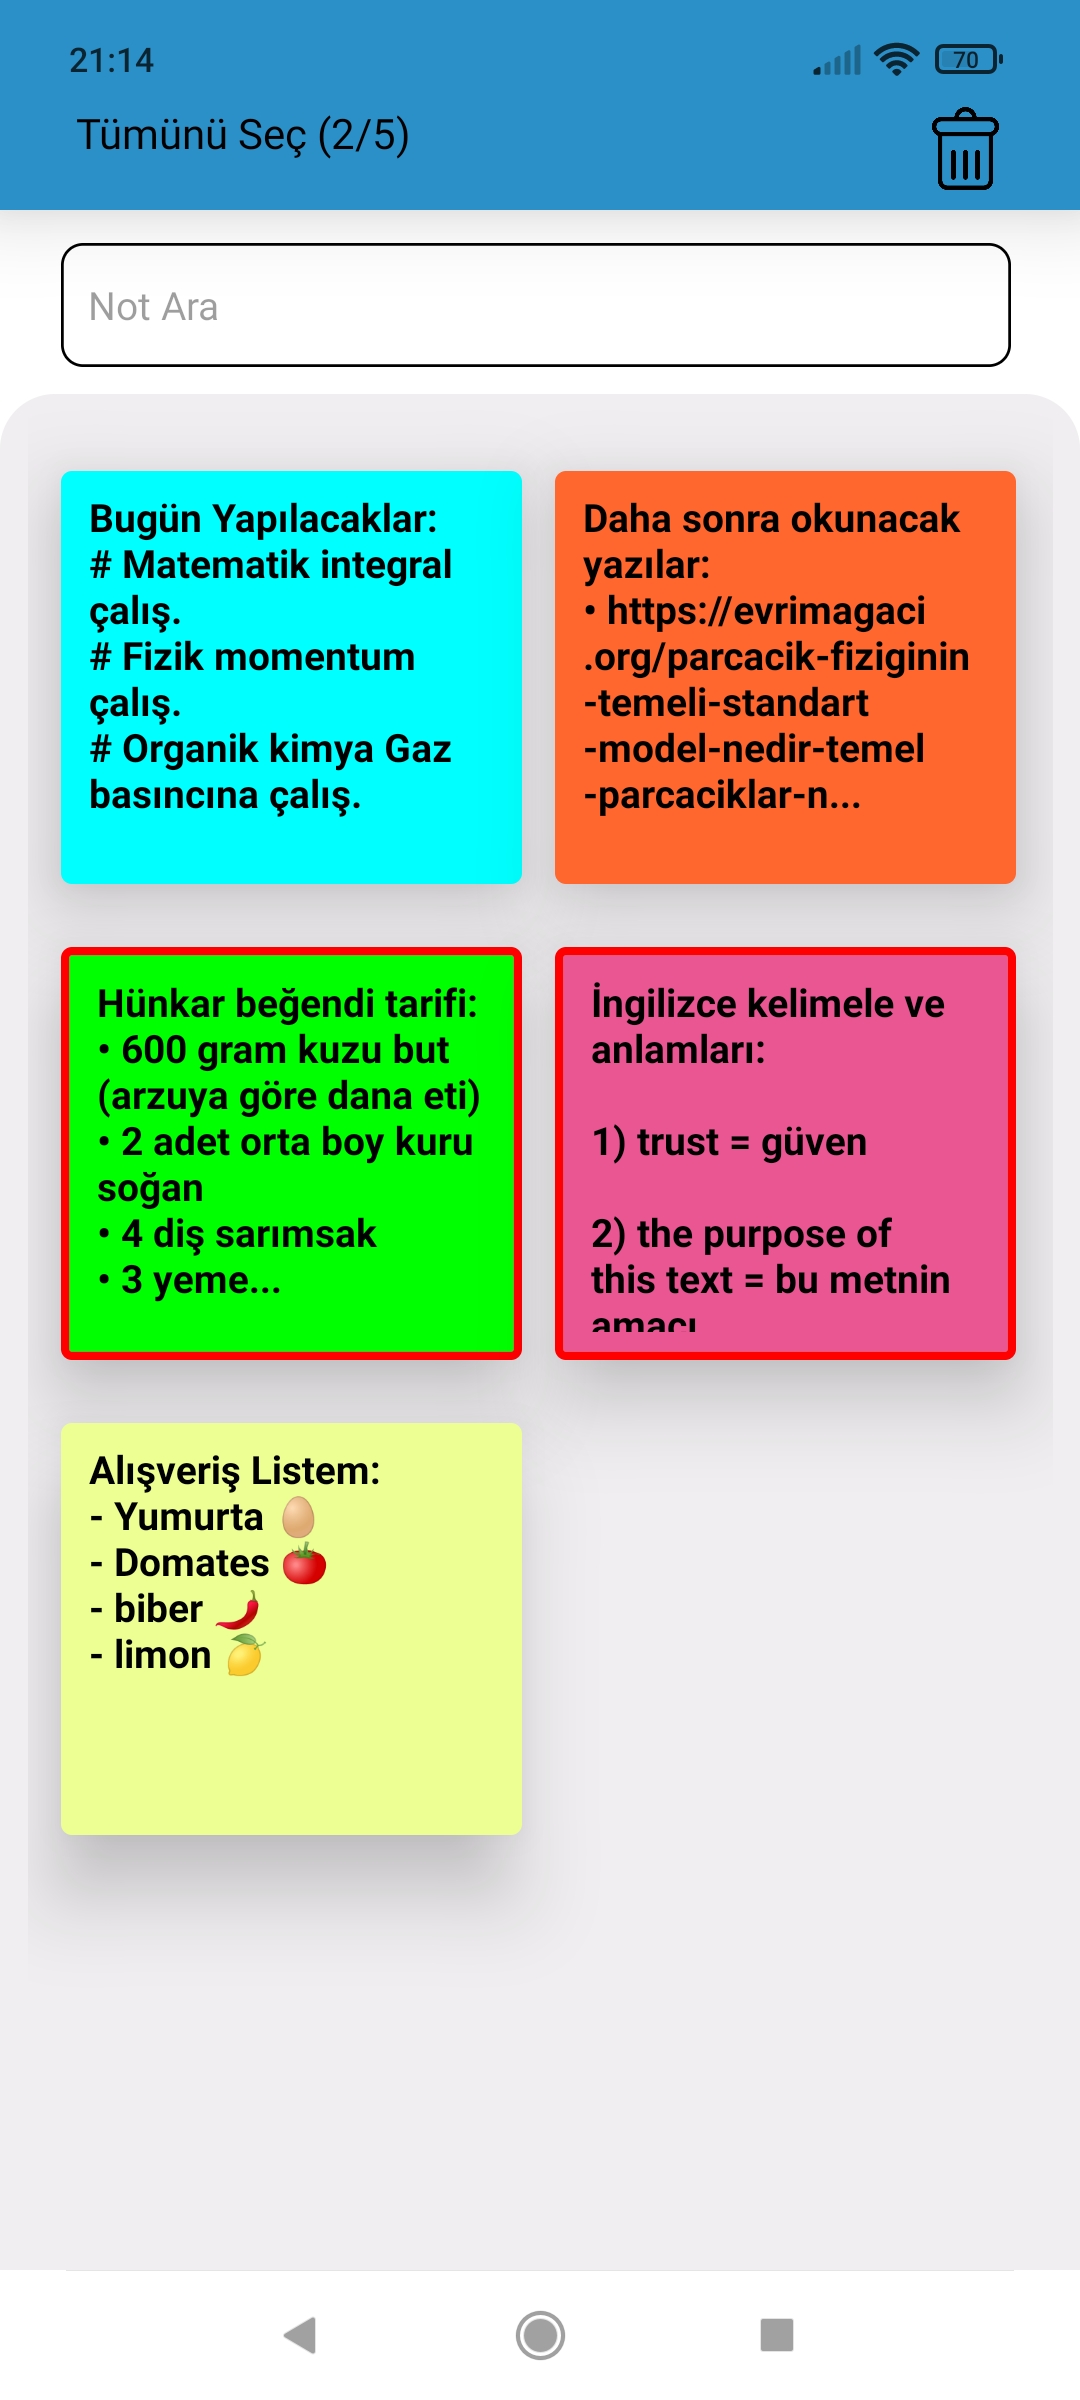 21:14
70
Tümünü Seç (2/5)
Not Ara
Bugün Yapılacaklar:
# Matematik integral
çalış.
# Fizik momentum
çalış.
# Organik kimya Gaz
basıncına çalış.
Daha sonra okunacak
yazılar:
• https://evrimagaci
.org/parcacik-fiziginin
-temeli-standart
-model-nedir-temel
-parcaciklar-n...
Hünkar beğendi tarifi:
• 600 gram kuzu but
(arzuya göre dana eti)
• 2 adet orta boy kuru
soğan
• 4 diş sarımsak
• 3 yeme...
İngilizce kelimele ve
anlamları:
1) trust = güven
2) the purpose of
this text = bu metnin
amacı
Alışveriş Listem:
- Yumurta 🥚
- Domates 🍅
- biber 🌶️
- limon 🍋